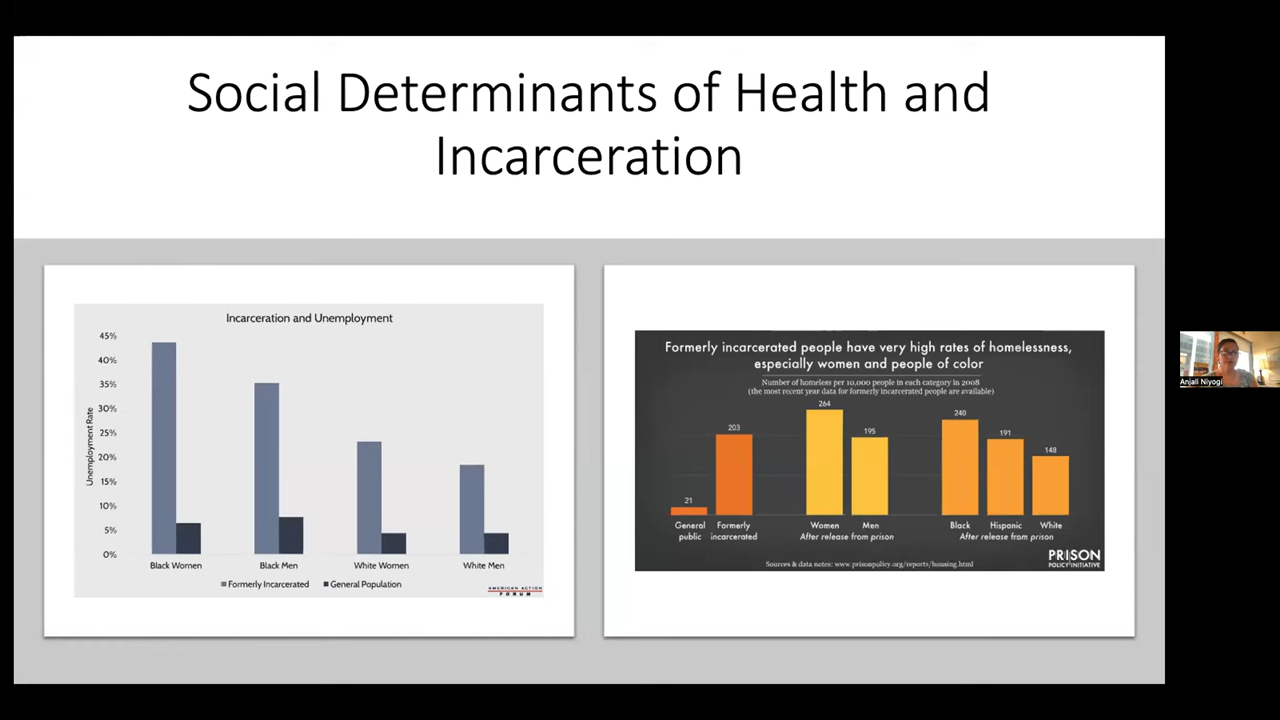 Social Determinants of Health and
Incarceration
Incarceration and Unemployment
Unemployment Rate
45%
40%
35%
30%
25%
20%
15%
10%
5%
0%
Black Women
Black Men
White Women
White Men
Formerly Incarcerated
General Population
AMERICAN ACTION
FORUM
Formerly incarcerated people have very high rates of homelessness,
especially women and people of color
Number of homeless per 10,000 people in each category in 2008
(the most recent year data for formerly incarcerated people are available)
21
203
264
195
240
191
148
General
public
Formerly
incarcerated
Women
Men
After release from prison
Black
Hispanic
White
After release from prison
PRISON
POLICY INITIATIVE
Sources & data notes: www.prisonpolicy.org/reports/housing.html
Anjali Niyogi